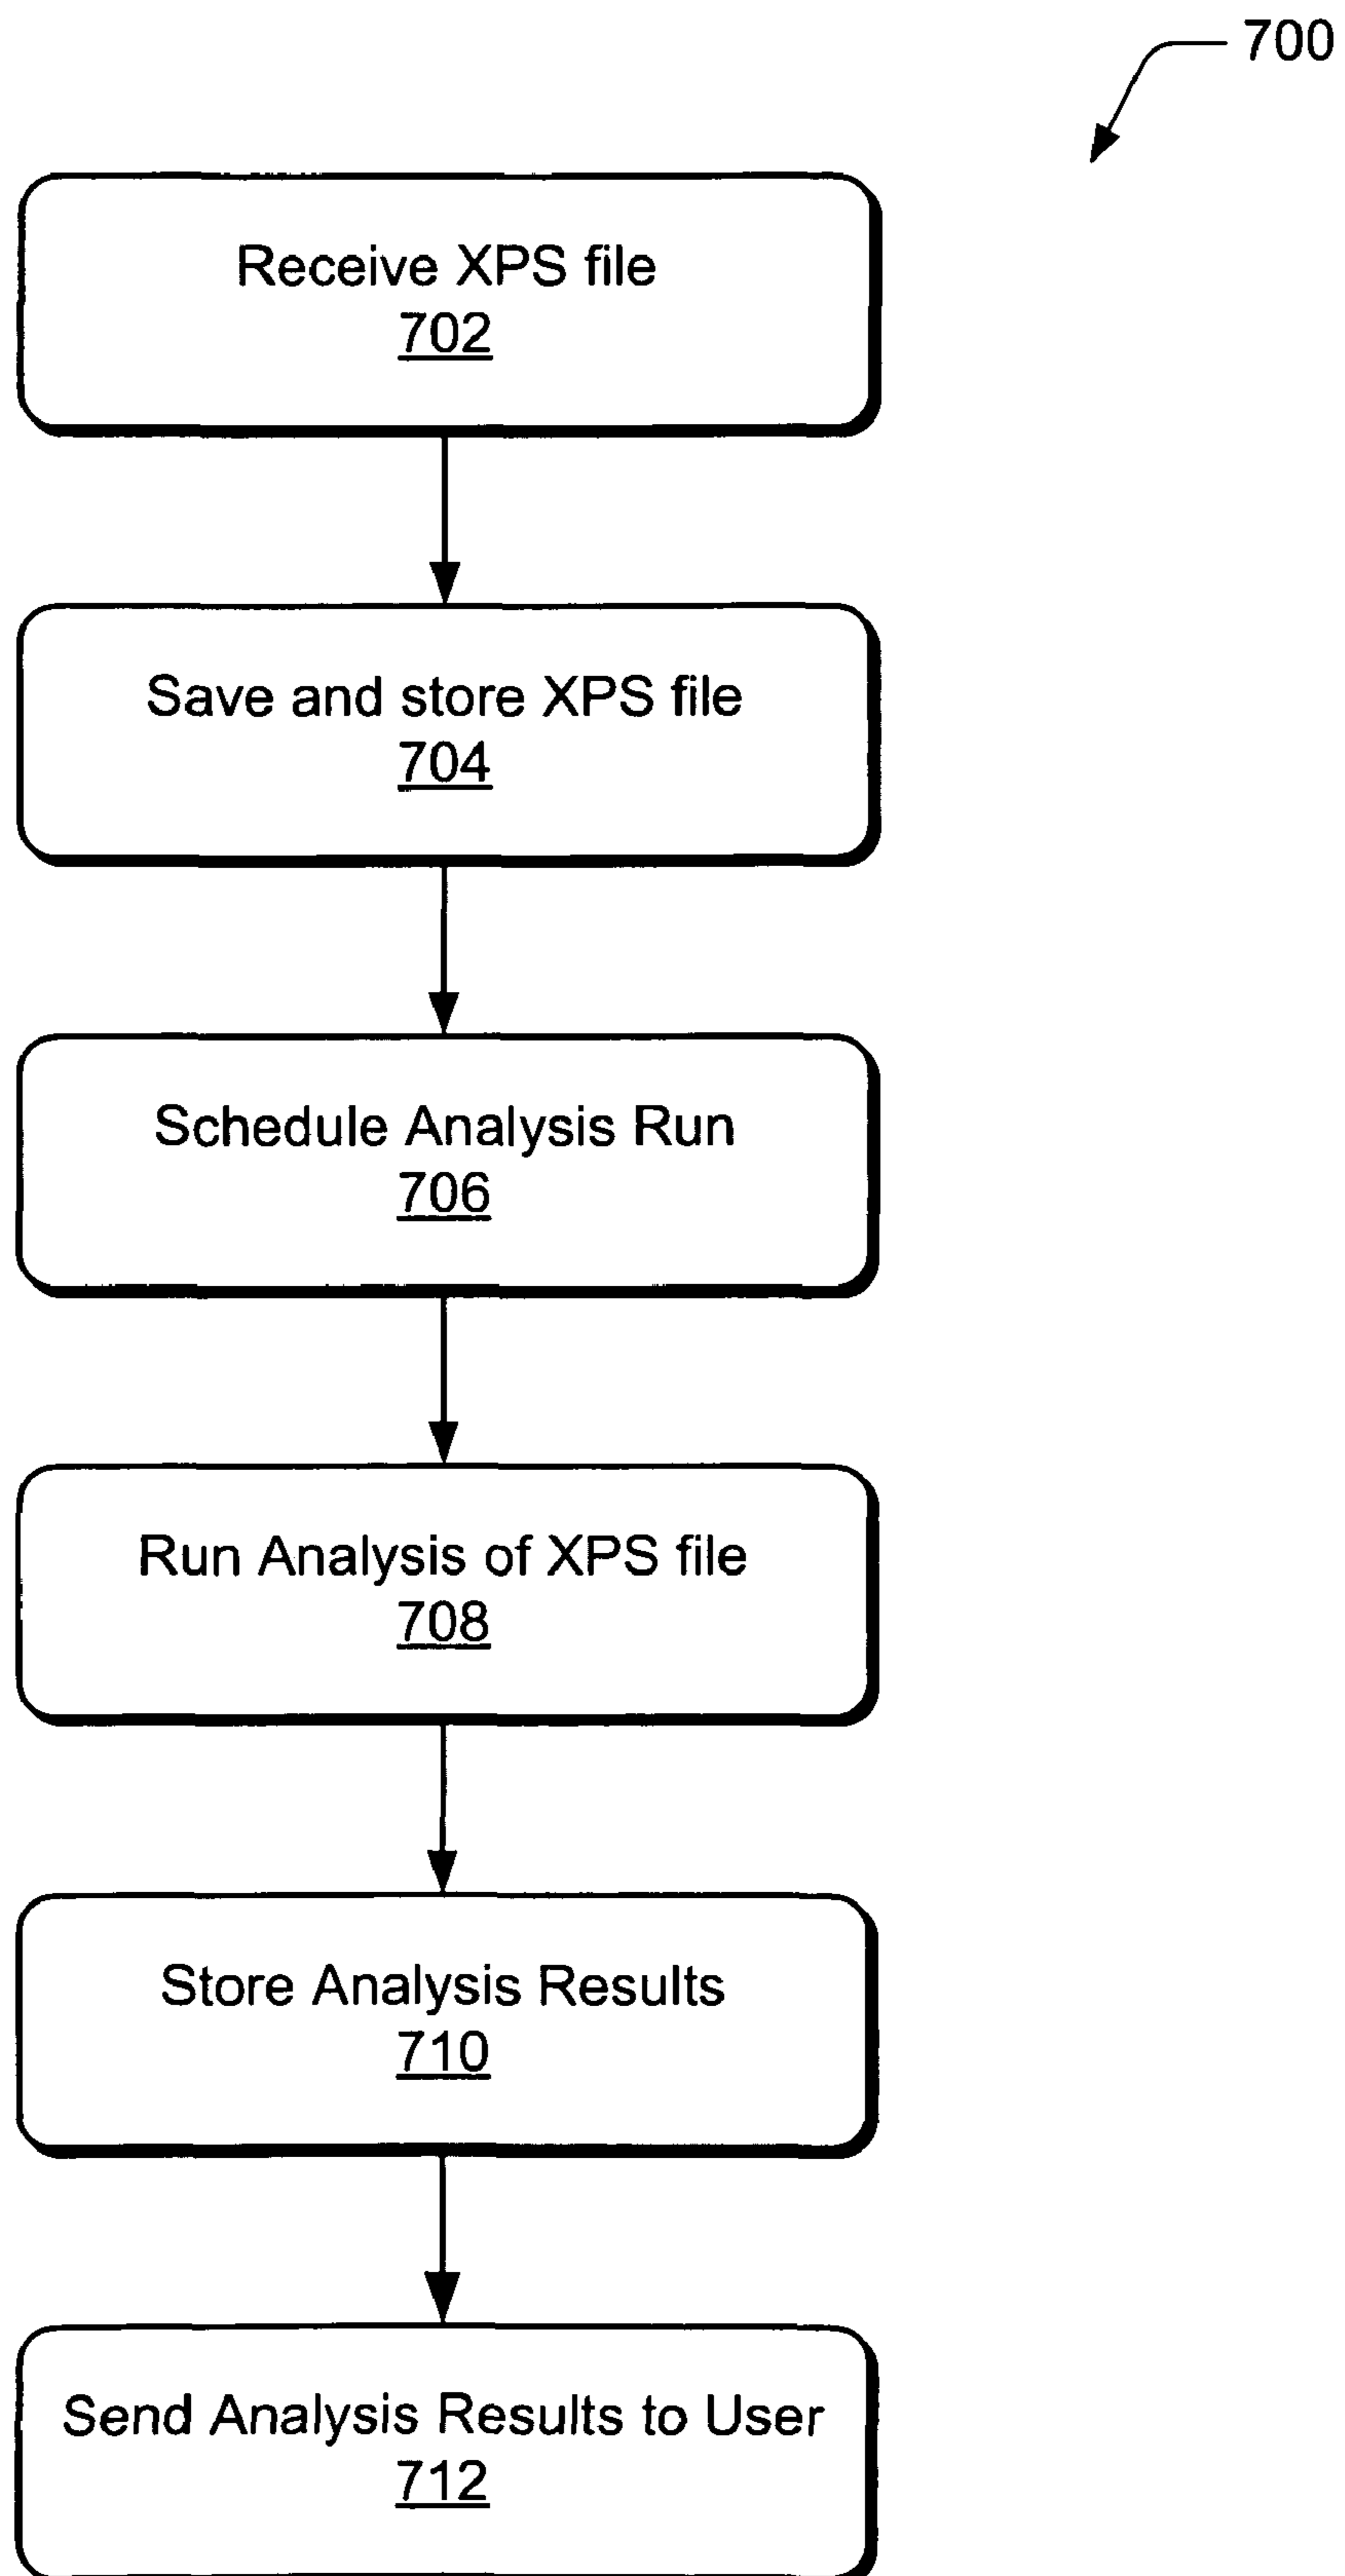 700
Receive XPS file
702
Save and store XPS file
704
Schedule Analysis Run
706
Run Analysis of XPS file
708
Store Analysis Results
710
Send Analysis Results to User
712